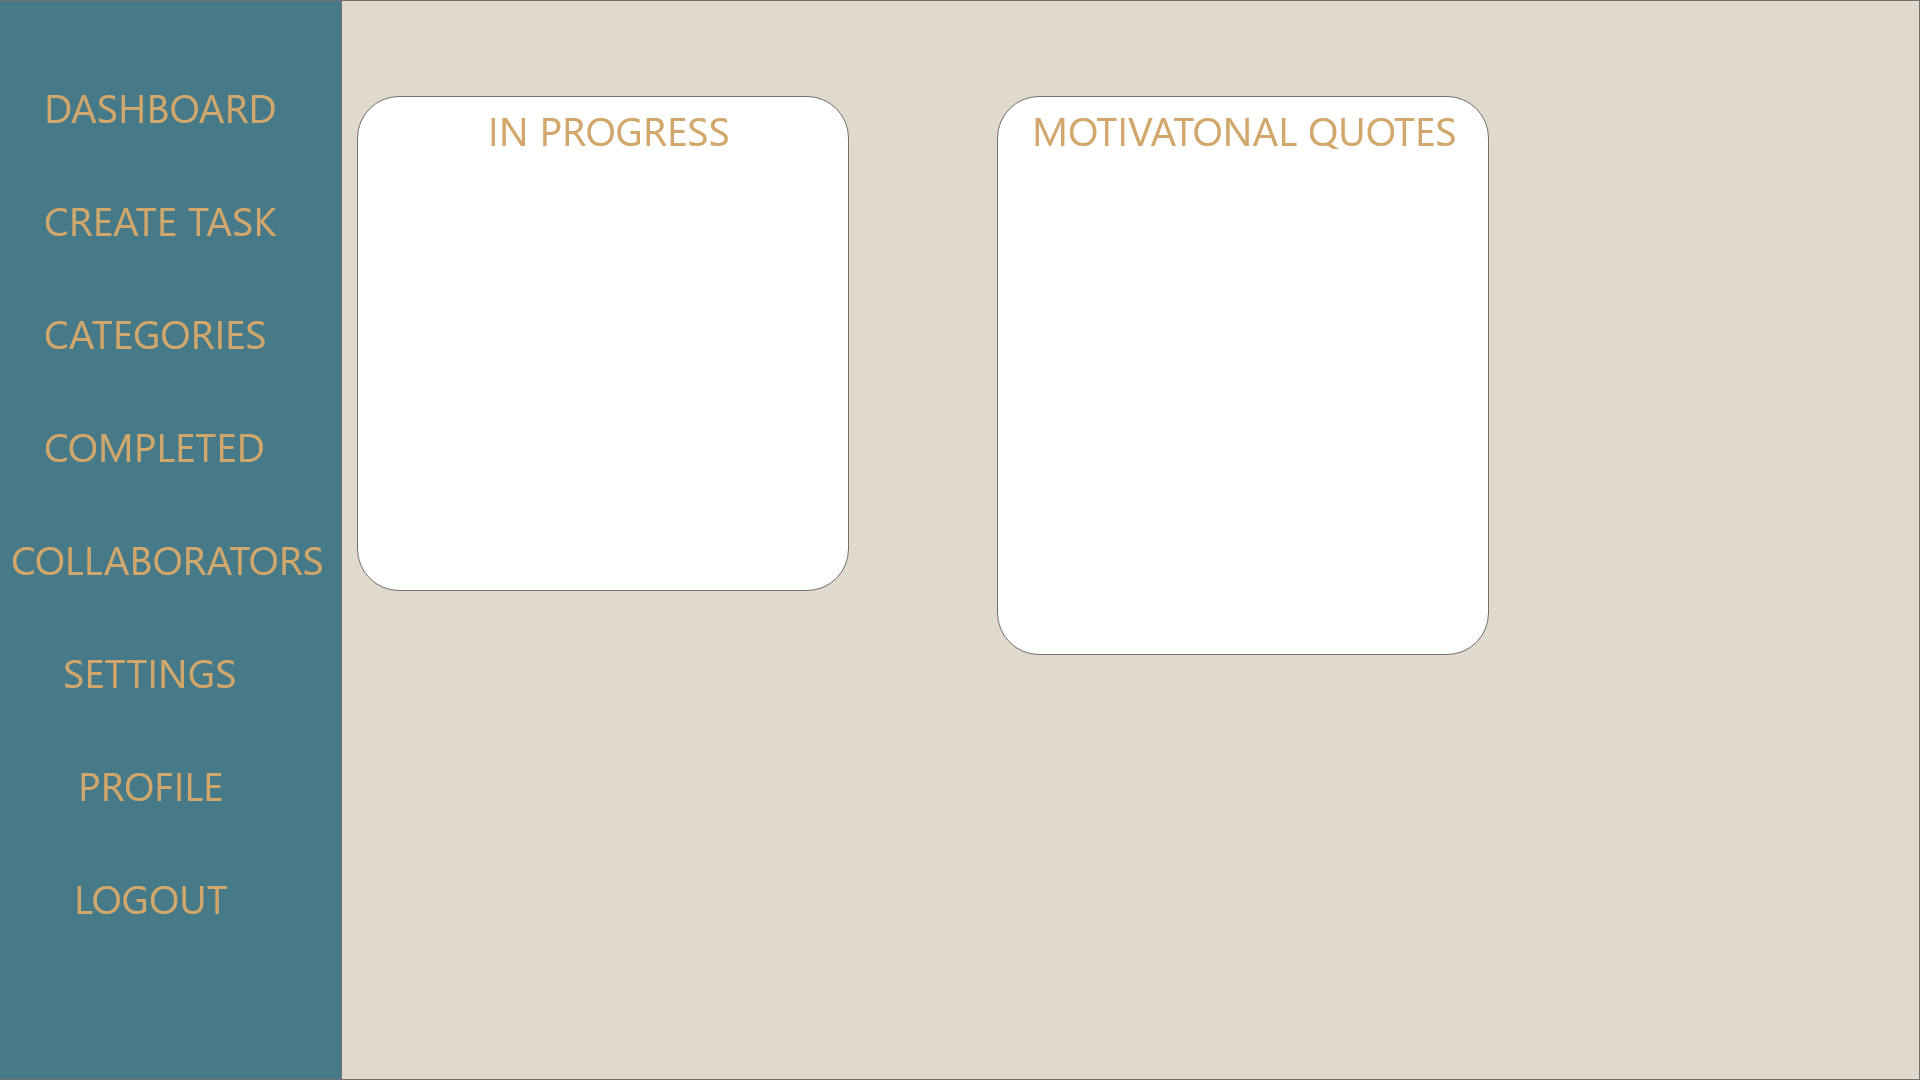 DASHBOARD
CREATE TASK
CATEGORIES
COMPLETED
COLLABORATORS
SETTINGS
PROFILE
LOGOUT
IN PROGRESS
MOTIVATONAL QUOTES